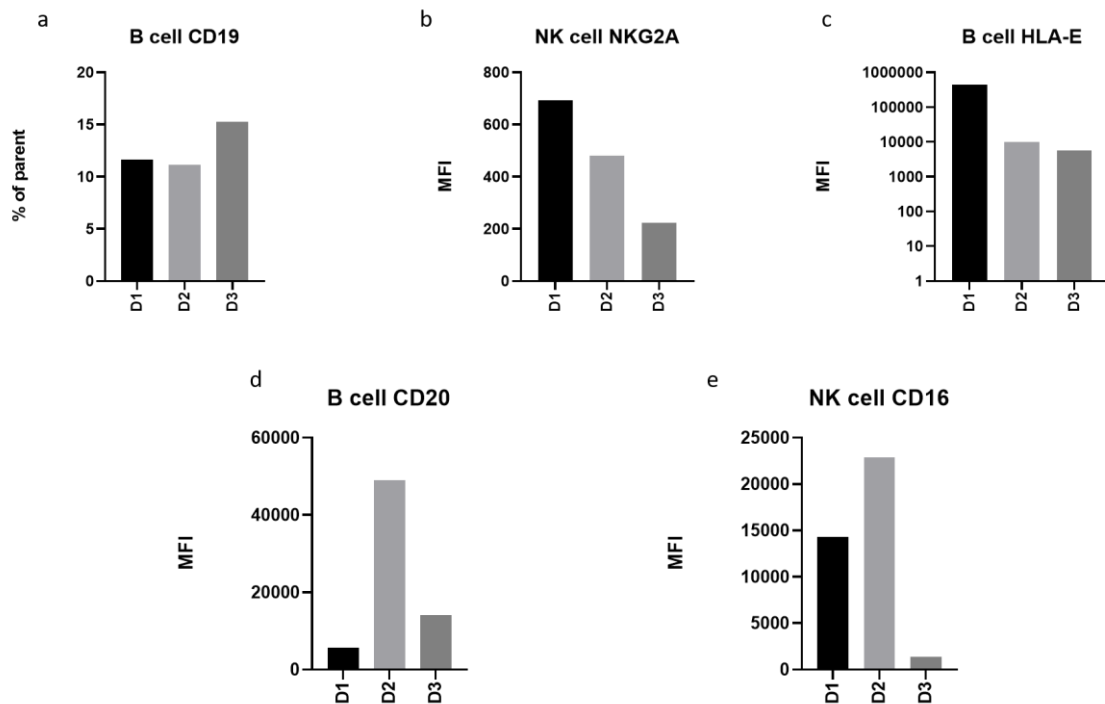 a
B cell CD19
% of parent
20
15
10
5
0
D1
D2
D3
b
NK cell NKG2A
MFI
800
600
400
200
0
D1
D2
D3
c
B cell HLA-E
MFI
1000000
100000
10000
1000
100
10
1
D1
D2
D3
d
B cell CD20
MFI
60000
40000
20000
0
D1
D2
D3
e
NK cell CD16
MFI
25000
20000
15000
10000
5000
0
D1
D2
D3